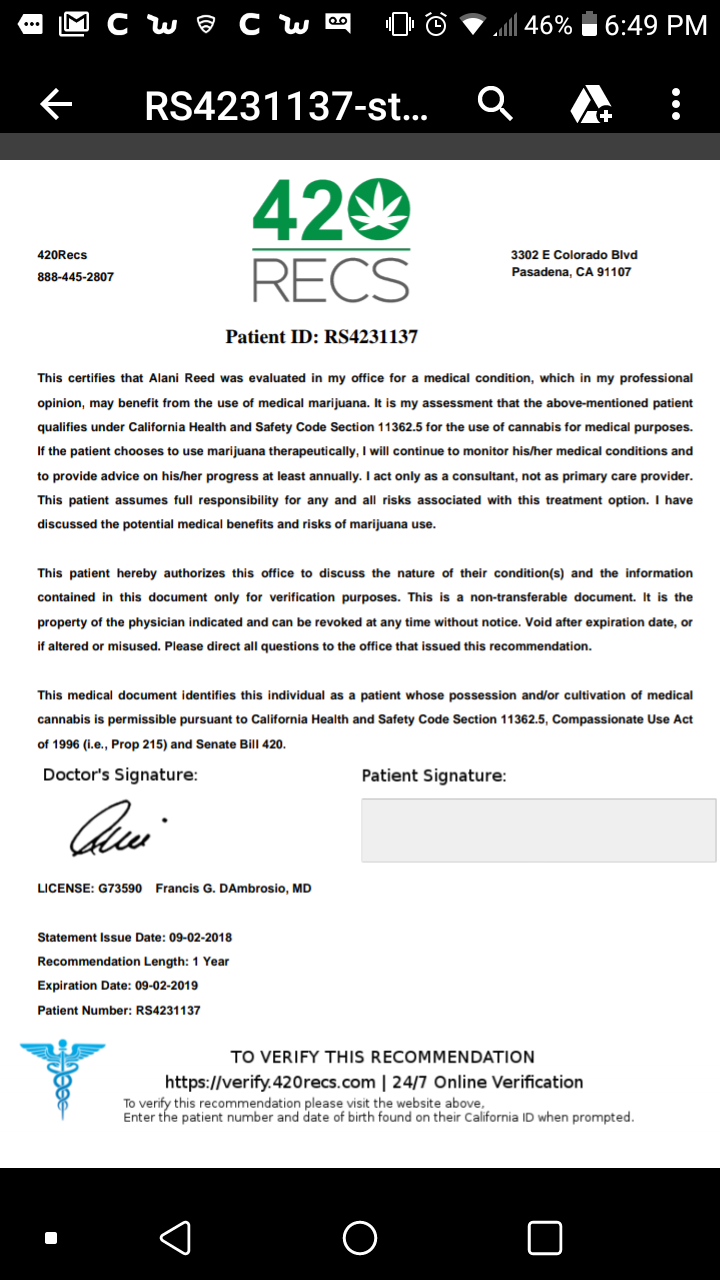 46% 6:49 PM
RS4231137-st...
420
RECS
420Recs
888-445-2807
3302 E Colorado Blvd
Pasadena, CA 91107
Patient ID: RS4231137
This certifies that Alani Reed was evaluated in my office for a medical condition, which in my professional
opinion, may benefit from the use of medical marijuana. It is my assessment that the above-mentioned patient
qualifies under California Health and Safety Code Section 11362.5 for the use of cannabis for medical purposes.
If the patient chooses to use marijuana therapeutically, I will continue to monitor his/her medical conditions and
to provide advice on his/her progress at least annually. I act only as a consultant, not as primary care provider.
This patient assumes full responsibility for any and all risks associated with this treatment option. I have
discussed the potential medical benefits and risks of marijuana use.
This patient hereby authorizes this office to discuss the nature of their condition(s) and the information
contained in this document only for verification purposes. This is a non-transferable document. It is the
property of the physician indicated and can be revoked at any time without notice. Void after expiration date, or
if altered or misused. Please direct all questions to the office that issued this recommendation.
This medical document identifies this individual as a patient whose possession and/or cultivation of medical
cannabis is permissible pursuant to California Health and Safety Code Section 11362.5, Compassionate Use Act
of 1996 (i.e., Prop 215) and Senate Bill 420.
Doctor's Signature:
Patient Signature:
LICENSE: G73590 Francis G. DAmbrosio, MD
Statement Issue Date: 09-02-2018
Recommendation Length: 1 Year
Expiration Date: 09-02-2019
Patient Number: RS4231137
TO VERIFY THIS RECOMMENDATION
https://verify.420recs.com | 24/7 Online Verification
To verify this recommendation please visit the website above,
Enter the patient number and date of birth found on their California ID when prompted.